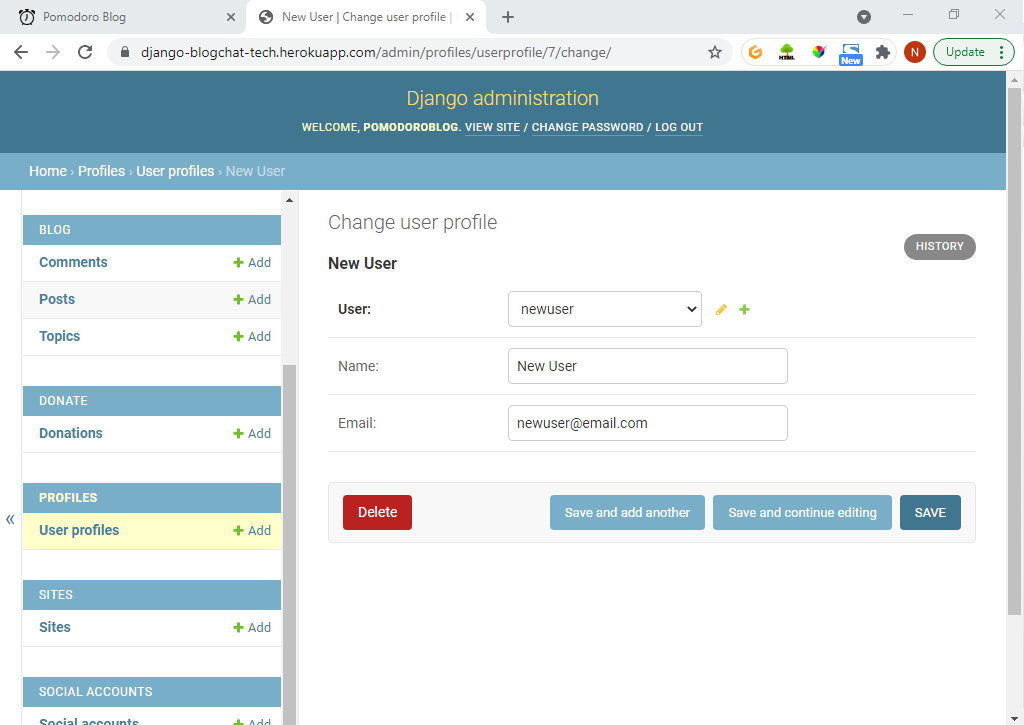 Pomodoro Blog
New User | Change user profile |
django-blogchat-tech.herokuapp.com/admin/profiles/userprofile/7/change/
HTML
New
N
Update
Django administration
WELCOME, POMODOROBLOG. VIEW SITE / CHANGE PASSWORD / LOG OUT
Home › Profiles › User profiles › New User
BLOG
Comments + Add
Posts + Add
Topics + Add
DONATE
Donations + Add
PROFILES
«
User profiles + Add
SITES
Sites + Add
SOCIAL ACCOUNTS
Social accounts + Add
Change user profile
HISTORY
New User
User: newuser
Name: New User
Email: newuser@email.com
Delete Save and add another Save and continue editing SAVE